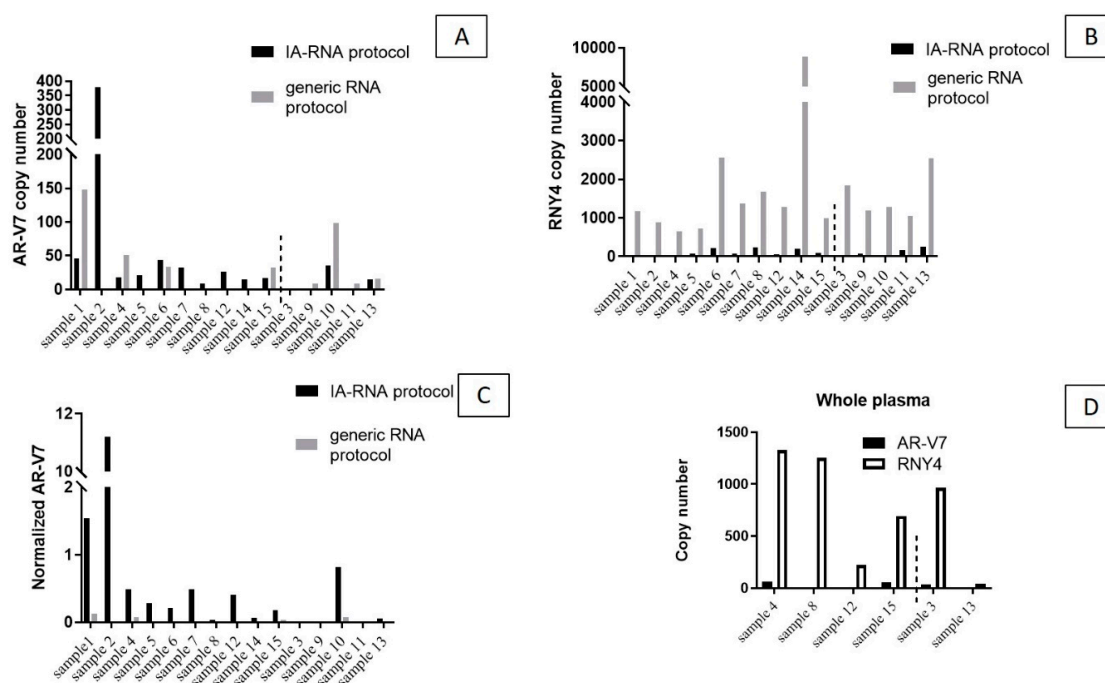 A
IA-RNA protocol
generic RNA
protocol
AR-V7 copy number
400
350
300
250
200
200
150
100
50
0
sample 1
sample 2
sample 4
sample 5
sample 6
sample 7
sample 8
sample 12
sample 14
sample 15
sample 3
sample 9
sample 10
sample 11
sample 13
B
IA-RNA protocol
generic RNA
protocol
RNY4 copy number
10000
8000
6000
4000
4000
3000
2000
1000
0
sample 1
sample 2
sample 4
sample 5
sample 6
sample 7
sample 8
sample 12
sample 14
sample 15
sample 3
sample 9
sample 10
sample 11
sample 13
C
IA-RNA protocol
generic RNA
protocol
Normalized AR-V7
12
10
2
1
0
sample1
sample 2
sample 4
sample 5
sample 6
sample 7
sample 8
sample 12
sample 14
sample 15
sample 3
sample 9
sample 10
sample 11
sample 13
D
Whole plasma
AR-V7
RNY4
Copy number
1500
1000
500
0
sample 4
sample 8
sample 12
sample 15
sample 3
sample 13